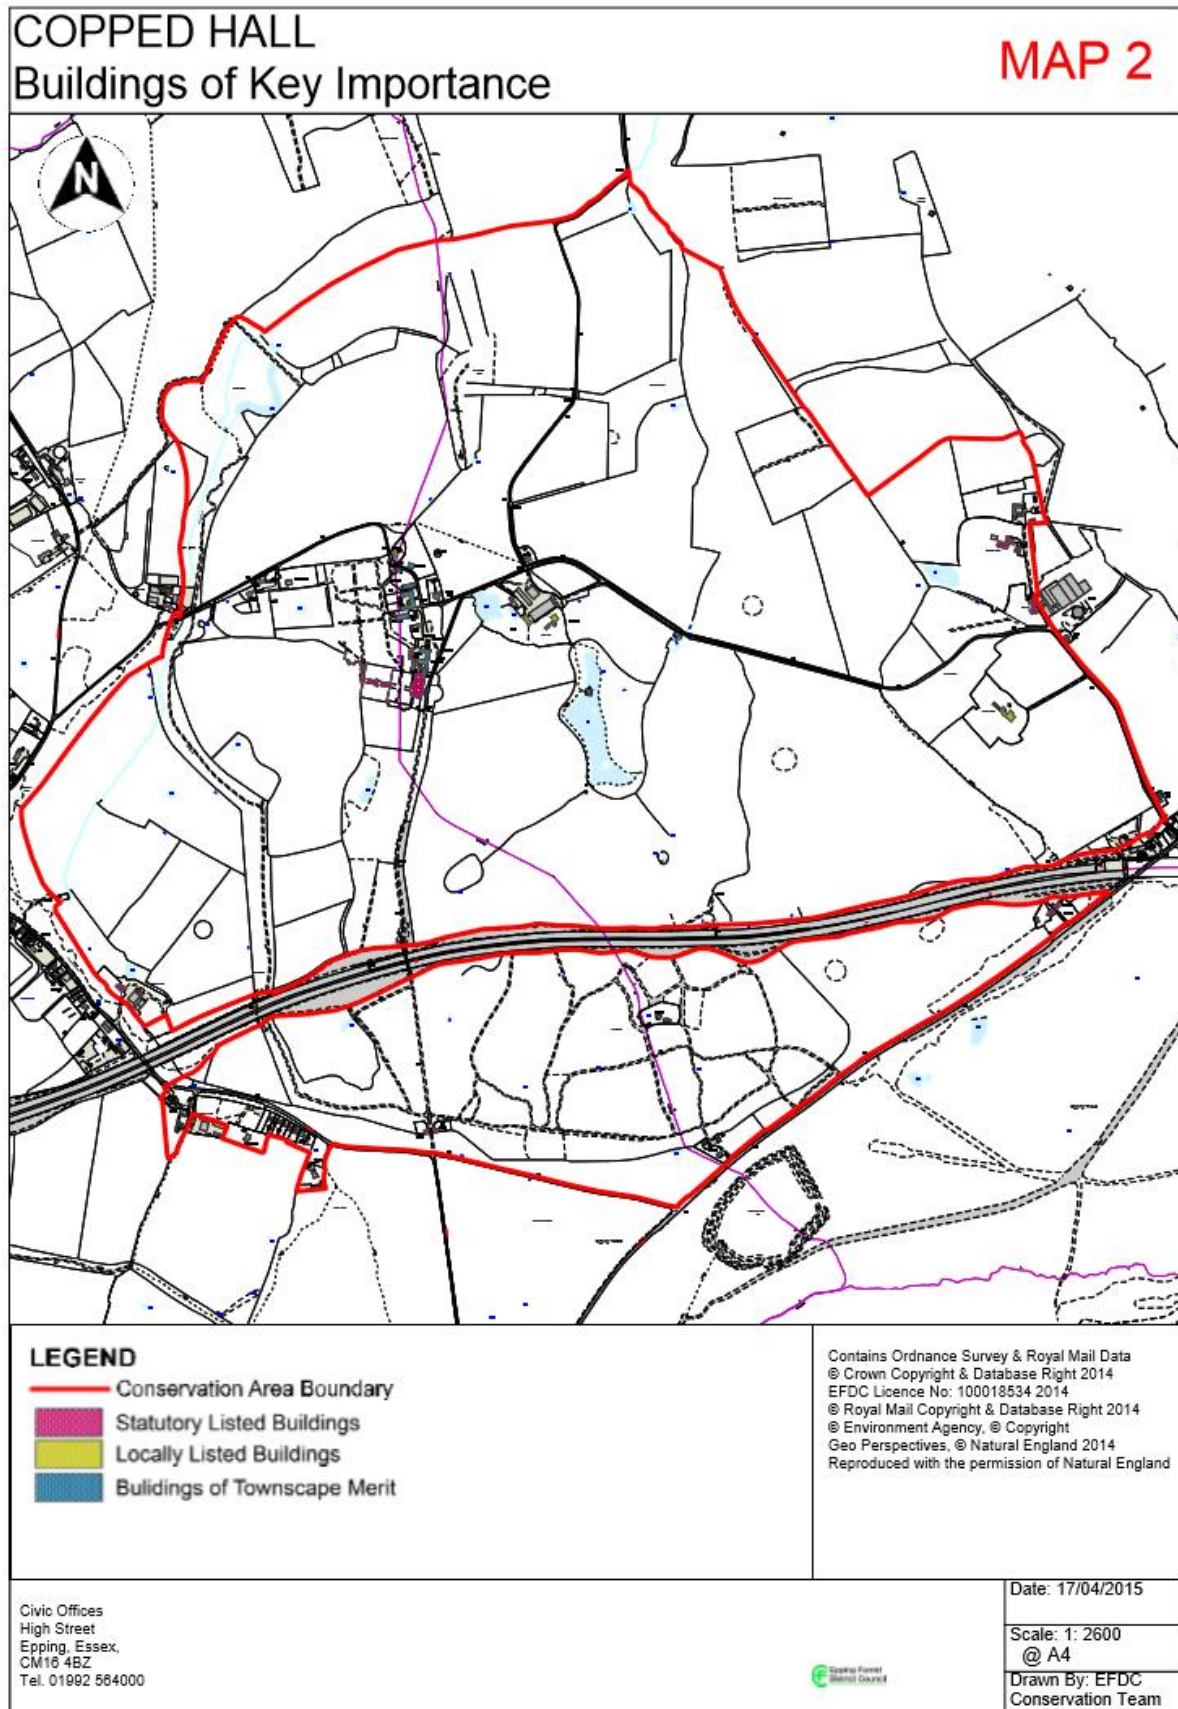 COPPED HALL
Buildings of Key Importance
MAP 2
N
LEGEND
Conservation Area Boundary
Statutory Listed Buildings
Locally Listed Buildings
Bulidings of Townscape Merit
Contains Ordnance Survey & Royal Mail Data
© Crown Copyright & Database Right 2014
EFDC Licence No: 100018534 2014
© Royal Mail Copyright & Database Right 2014
© Environment Agency, © Copyright
Geo Perspectives, © Natural England 2014
Reproduced with the permission of Natural England
Civic Offices
High Street
Epping, Essex,
CM16 4BZ
Tel. 01992 564000
Epping Forest
District Council
Date: 17/04/2015
Scale: 1: 2600
@ A4
Drawn By: EFDC
Conservation Team